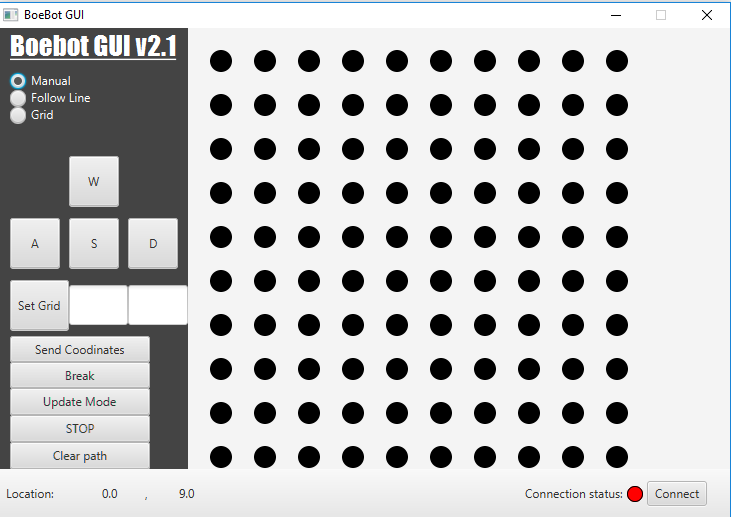 BoeBot GUI
Boebot GUI v2.1
Manual
Follow Line
Grid
W
A S D
Set Grid
Send Coodinates
Break
Update Mode
STOP
Clear path
Location: 0.0 , 9.0 Connection status: Connect